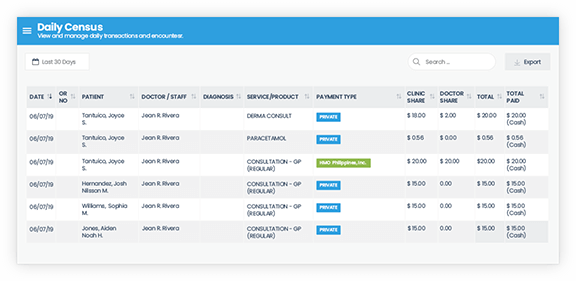 Daily Census
View and manage daily transactions and encounteer.
Last 30 Days
Search ...
Export
DATE OR NO PATIENT DOCTOR / STAFF DIAGNOSIS SERVICE/PRODUCT PAYMENT TYPE CLINIC SHARE DOCTOR SHARE TOTAL TOTAL PAID
06/07/19 Tantuico, Joyce S. Jean R. Rivera DERMA CONSULT PRIVATE $ 18.00 $ 2.00 $ 20.00 $ 20.00 (Cash)
06/07/19 Tantuico, Joyce S. Jean R. Rivera PARACETAMOL PRIVATE $ 0.56 $ 0.00 $ 0.56 $ 0.56 (Cash)
06/07/19 Tantuico, Joyce S. Jean R. Rivera CONSULTATION - GP (REGULAR) HMO Philippines, Inc. $ 20.00 $ 20.00 $20.00 $ 20.00 (Cash)
06/07/19 Hernandez, Josh Nilsson M. Jean R. Rivera CONSULTATION - GP (REGULAR) PRIVATE $ 15.00 0.00 $ 15.00 $ 15.00 (Cash)
06/07/19 Williams, Sophia M. Jean R. Rivera CONSULTATION - GP (REGULAR) PRIVATE $ 15.00 0.00 $ 15.00 $ 15.00 (Cash)
06/07/19 Jones, Aiden Noah H. Jean R. Rivera CONSULTATION - GP (REGULAR) PRIVATE $ 15.00 0.00 $ 15.00 $ 15.00 (Cash)